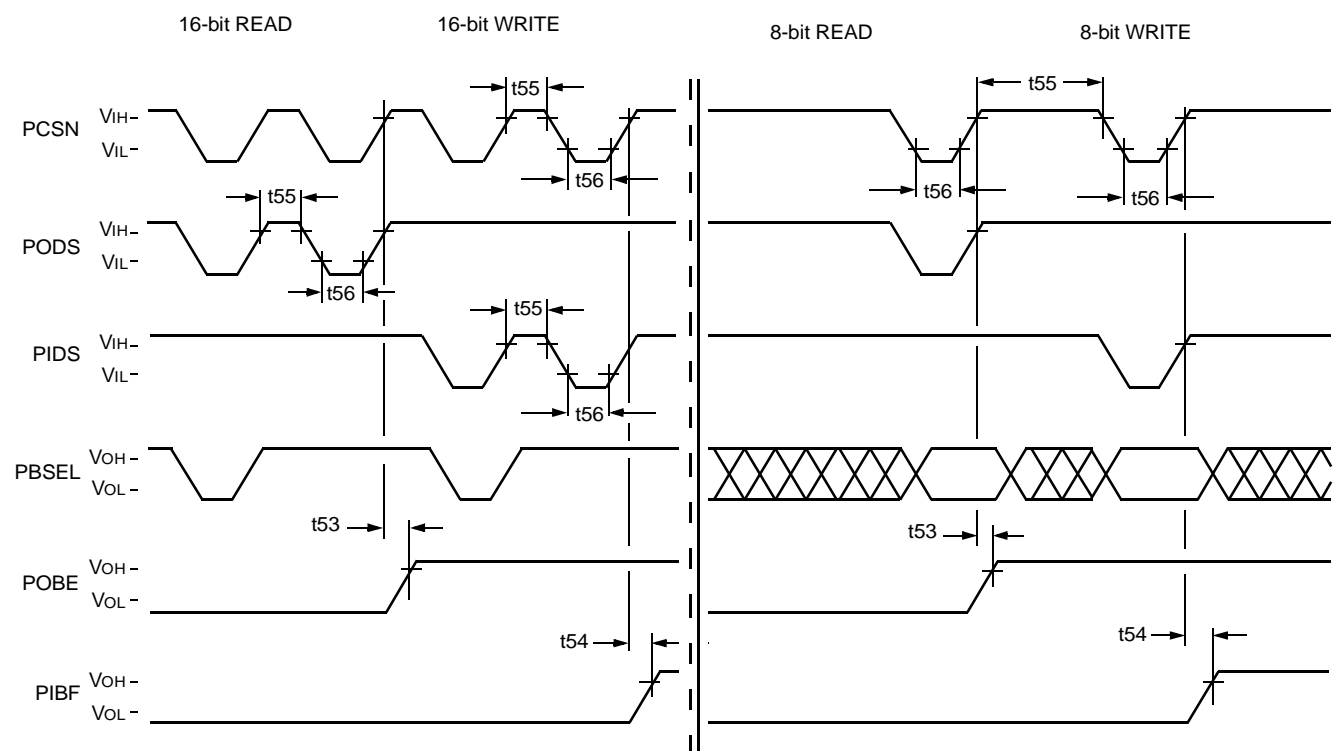 16-bit READ 16-bit WRITE 8-bit READ 8-bit WRITE
t55 t55
PCSN VIH– VIL–
t56 t56 t56
t55
PODS VIH– VIL–
t56
t55
PIDS VIH– VIL–
t56
PBSEL VOH– VOL–
t53 t53
POBE VOH– VOL–
t54 t54
PIBF VOH– VOL–